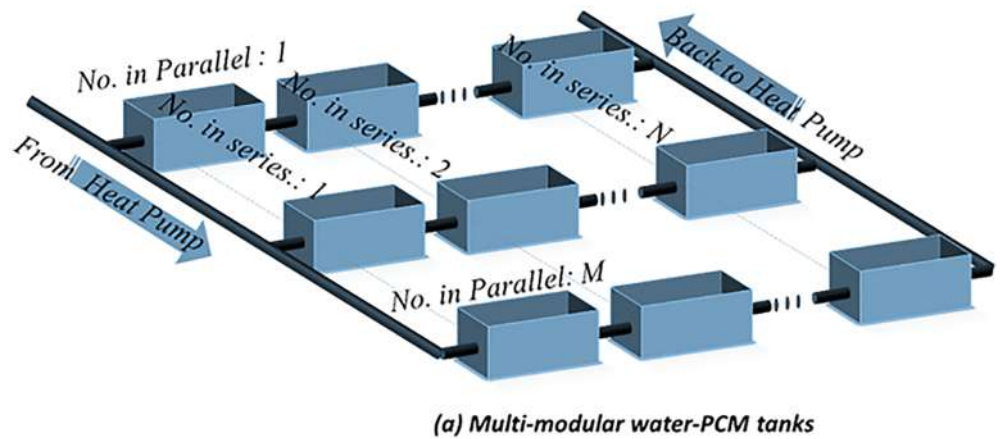 No. in Parallel : 1
No. in series.: 1
No. in series.: 2
No. in series.: N
Back to Heat Pump
From Heat Pump
No. in Parallel: M
(a) Multi-modular water-PCM tanks